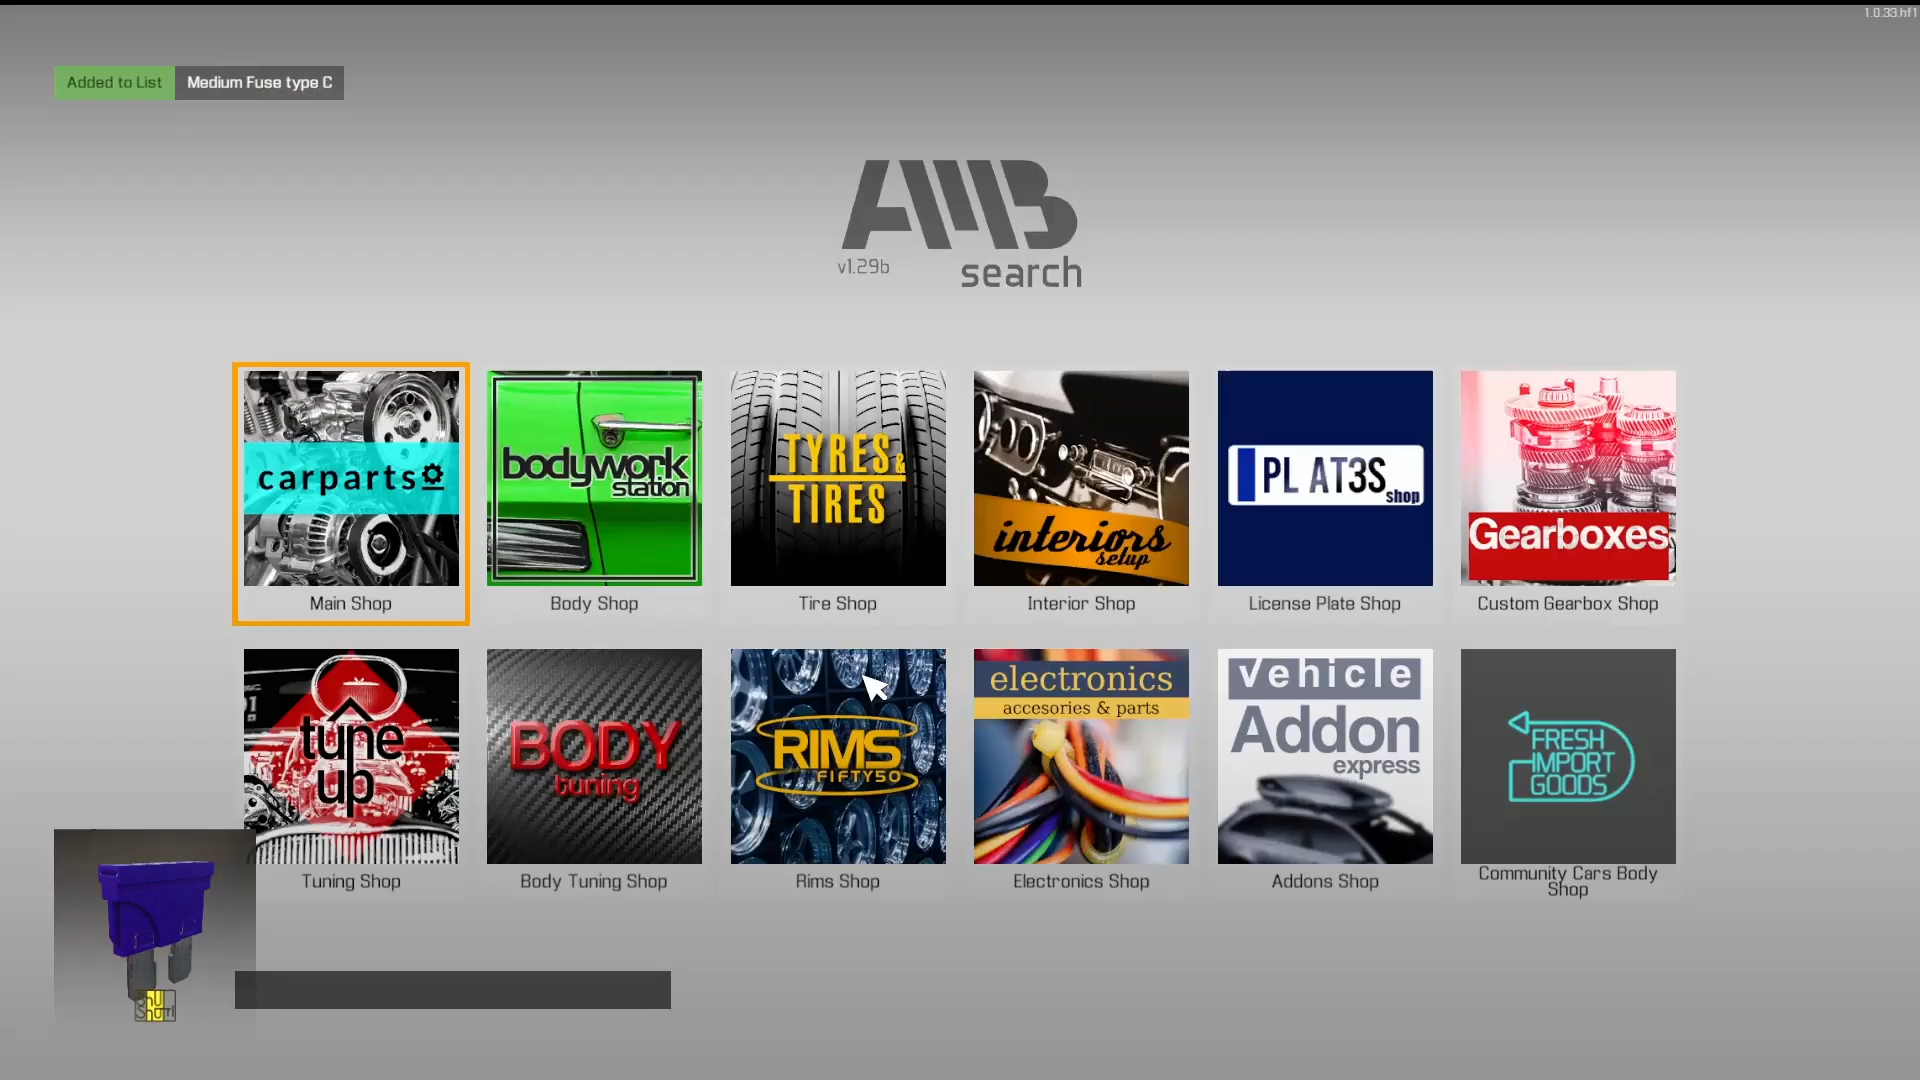 1.0.33.hf1
Added to List Medium Fuse type C
AMB
v1.29b
search
carparts
bodywork
station
TYRES &
TIRES
interiors
setup
PL AT3S
shop
Gearboxes
Main Shop
Body Shop
Tire Shop
Interior Shop
License Plate Shop
Custom Gearbox Shop
tune
up
BODY
tuning
RIMS
FIFTY50
electronics
accesories & parts
vehicle
Addon
express
FRESH
IMPORT
GOODS
Tuning Shop
Body Tuning Shop
Rims Shop
Electronics Shop
Addons Shop
Community Cars Body
Shop